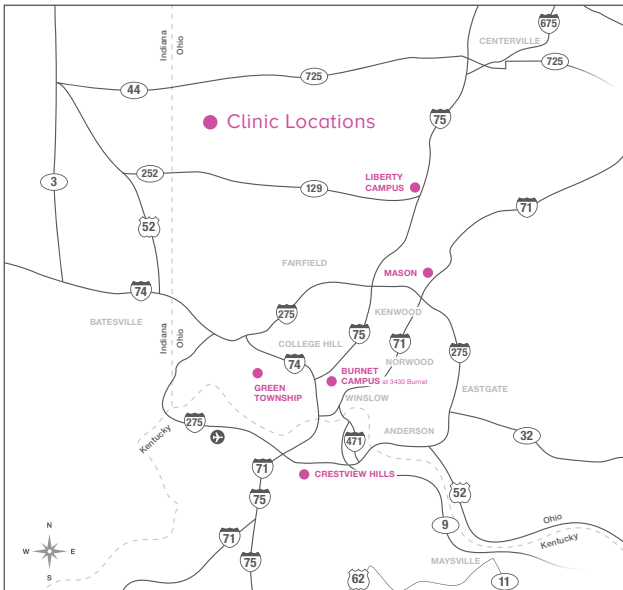 675
CENTERVILLE
Indiana
Ohio
725
725
44
75
Clinic Locations
252
129
LIBERTY
CAMPUS
3
71
52
FAIRFIELD
MASON
74
275
BATESVILLE
KENWOOD
75
71
Indiana
Ohio
COLLEGE HILL
275
74
NORWOOD
GREEN
TOWNSHIP
BURNET
CAMPUS at 3430 Burnet
EASTGATE
WINSLOW
275
Kentucky
ANDERSON
32
471
71
CRESTVIEW HILLS
75
52
9
Ohio
Kentucky
71
75
MAYSVILLE
62
11
N
W
E
S